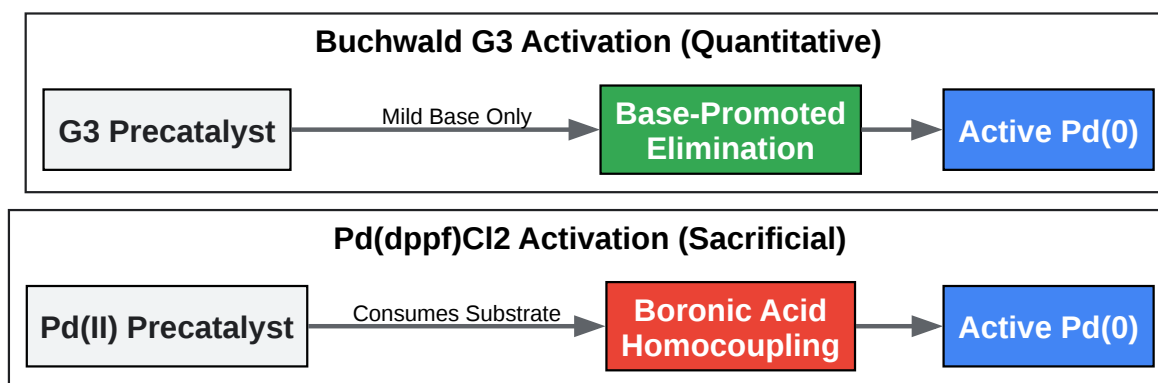 Buchwald G3 Activation (Quantitative)
G3 Precatalyst
Mild Base Only
Base-Promoted
Elimination
Active Pd(0)
Pd(dppf)Cl2 Activation (Sacrificial)
Pd(II) Precatalyst
Consumes Substrate
Boronic Acid
Homocoupling
Active Pd(0)